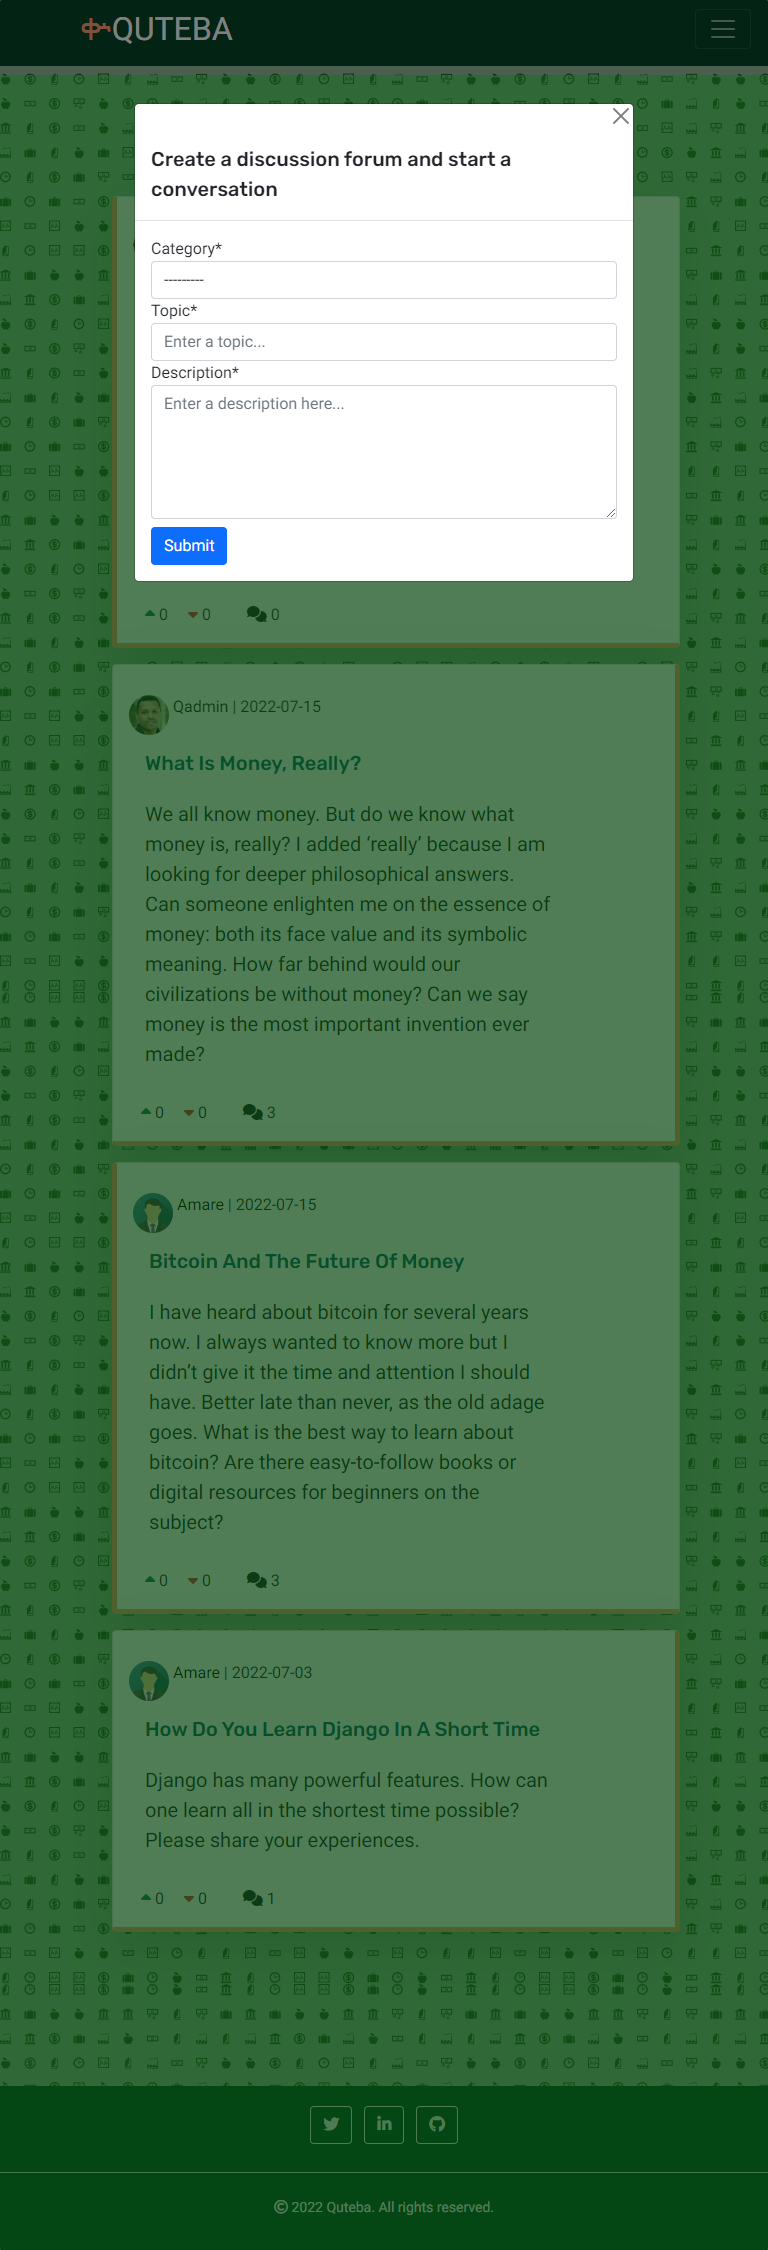 QUTEBA
Create a discussion forum and start a
conversation
Category*
---------
Topic*
Enter a topic...
Description*
Enter a description here...
Submit
0 0 0
Qadmin | 2022-07-15
What Is Money, Really?
We all know money. But do we know what
money is, really? I added ‘really’ because I am
looking for deeper philosophical answers.
Can someone enlighten me on the essence of
money: both its face value and its symbolic
meaning. How far behind would our
civilizations be without money? Can we say
money is the most important invention ever
made?
0 0 3
Amare | 2022-07-15
Bitcoin And The Future Of Money
I have heard about bitcoin for several years
now. I always wanted to know more but I
didn’t give it the time and attention I should
have. Better late than never, as the old adage
goes. What is the best way to learn about
bitcoin? Are there easy-to-follow books or
digital resources for beginners on the
subject?
0 0 3
Amare | 2022-07-03
How Do You Learn Django In A Short Time
Django has many powerful features. How can
one learn all in the shortest time possible?
Please share your experiences.
0 0 1
© 2022 Quteba. All rights reserved.